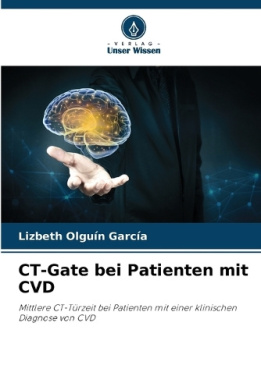 VERLAG
Unser Wissen
Lizbeth Olguín García
CT-Gate bei Patienten mit
CVD
Mittlere CT-Türzeit bei Patienten mit einer klinischen
Diagnose von CVD